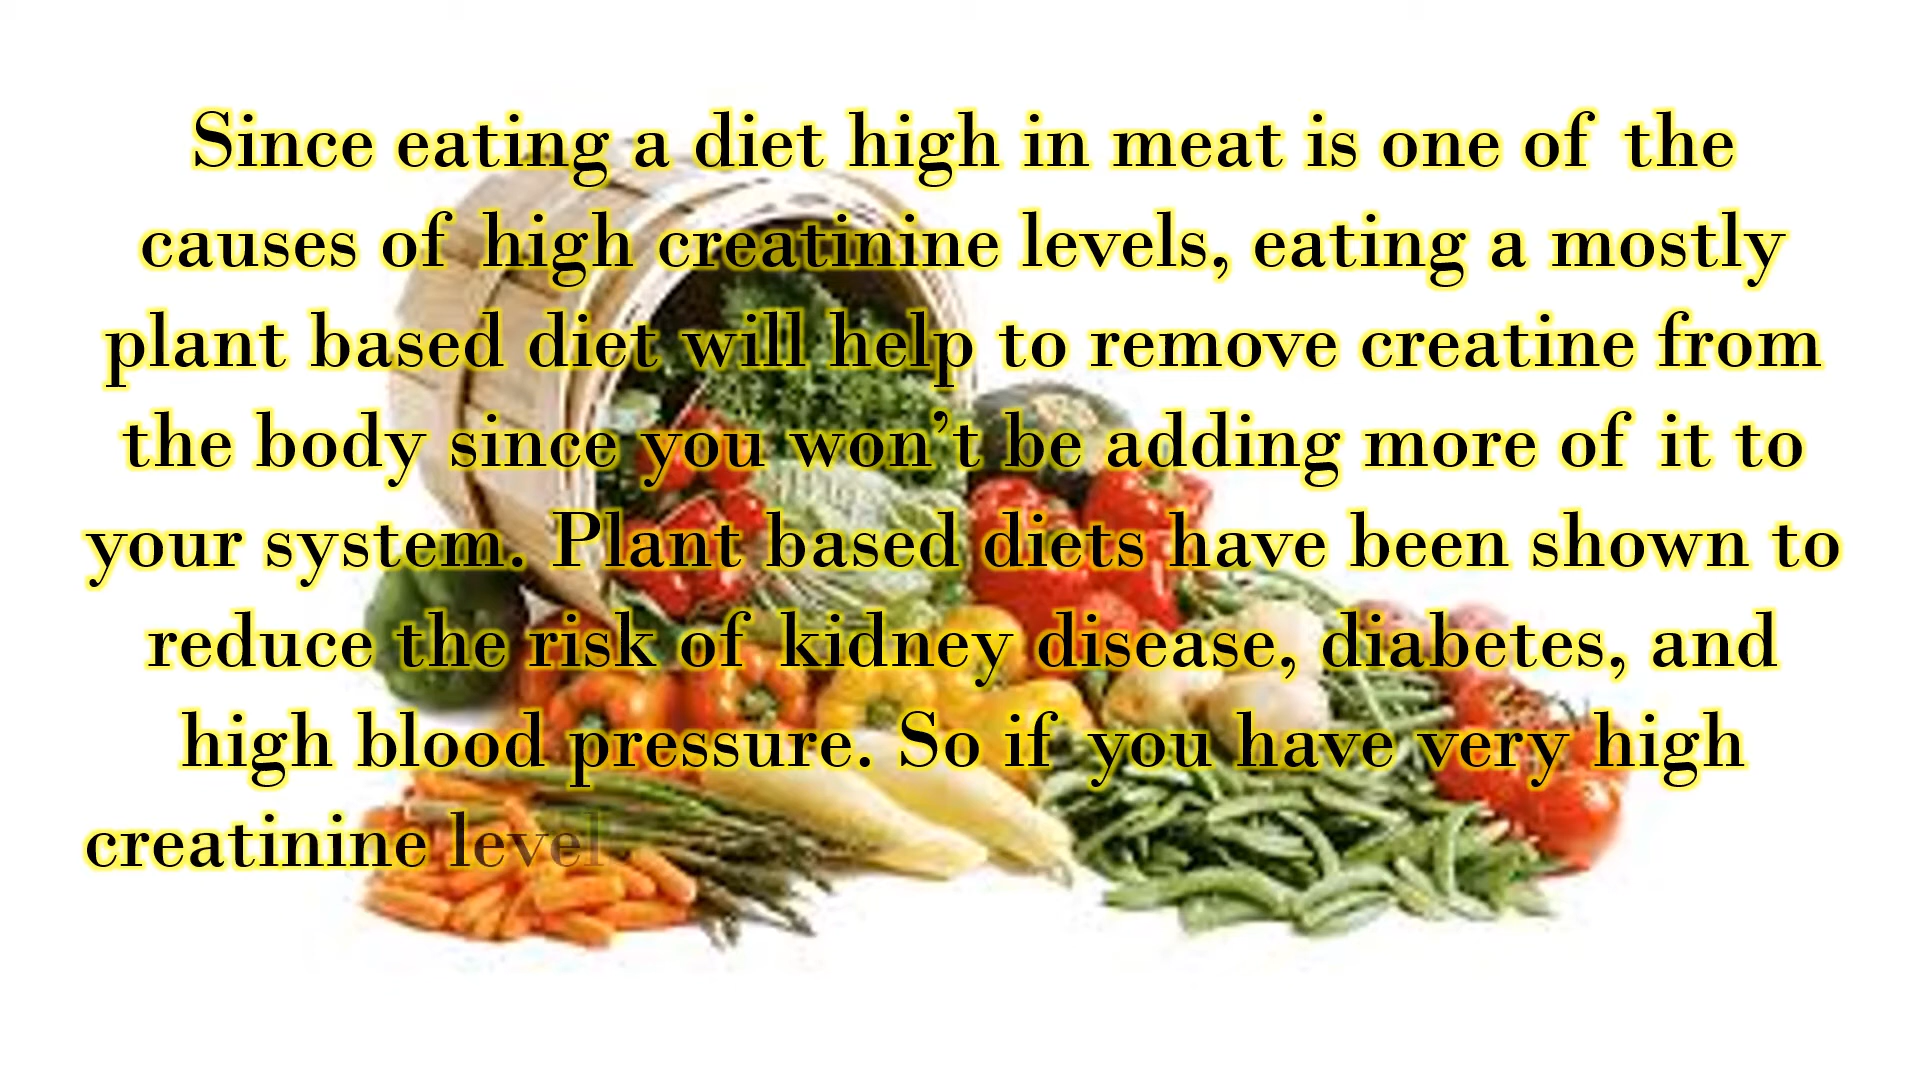 Since eating a diet high in meat is one of the
causes of high creatinine levels, eating a mostly
plant based diet will help to remove creatine from
the body since you won't be adding more of it to
your system. Plant based diets have been shown to
reduce the risk of kidney disease, diabetes, and
high blood pressure. So if you have very high
creatinine level